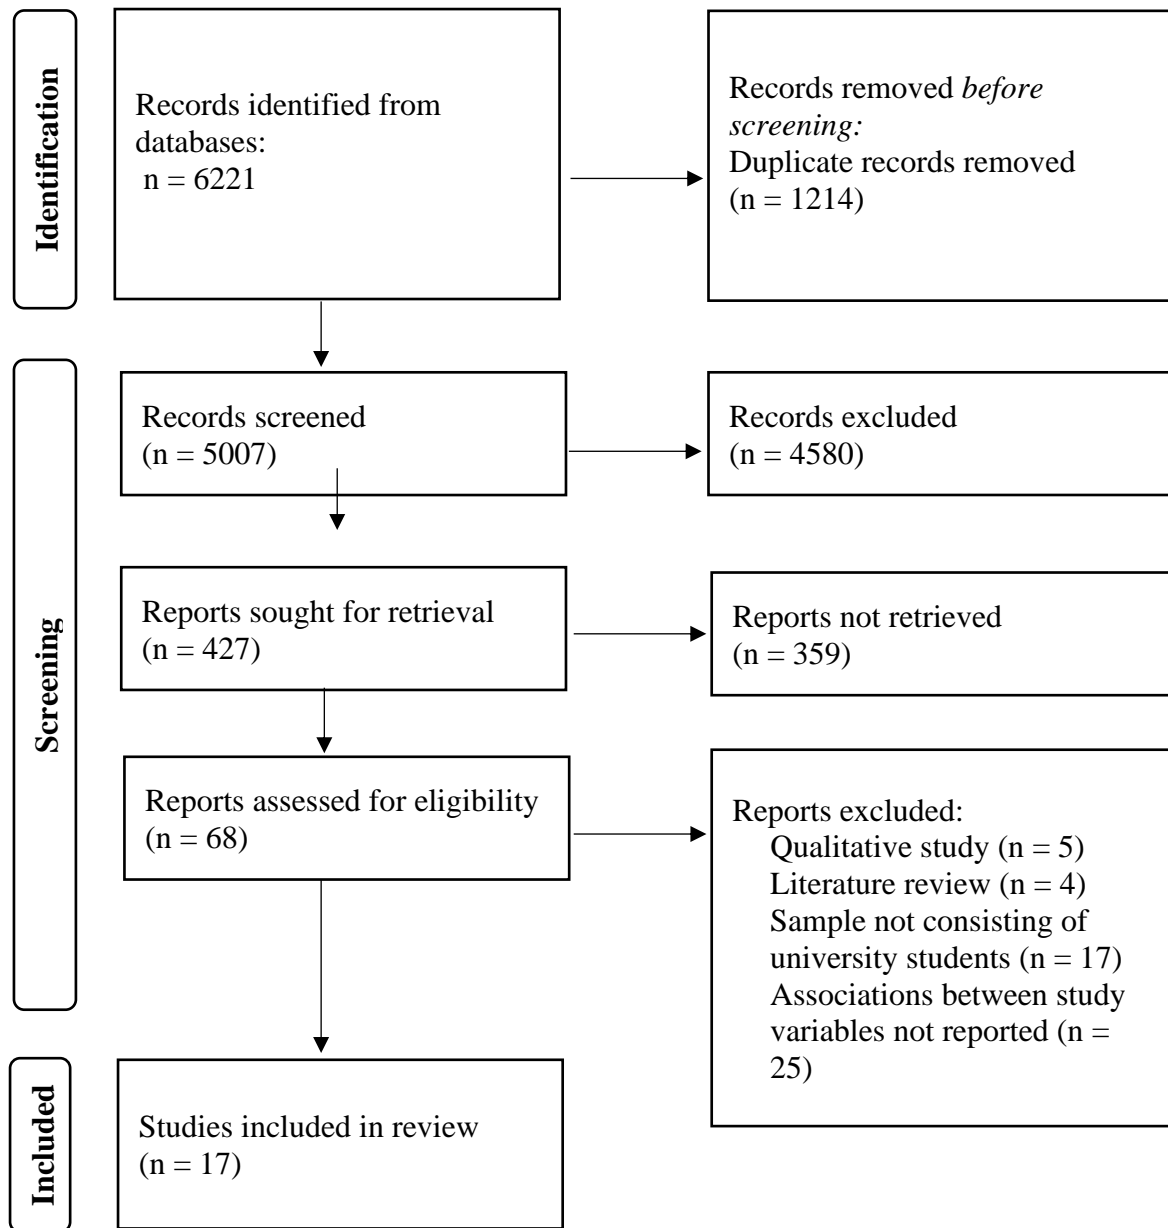 Identification
Records identified from
databases:
n = 6221
Records removed before
screening:
Duplicate records removed
(n = 1214)
Screening
Records screened
(n = 5007)
Records excluded
(n = 4580)
Reports sought for retrieval
(n = 427)
Reports not retrieved
(n = 359)
Reports assessed for eligibility
(n = 68)
Reports excluded:
Qualitative study (n = 5)
Literature review (n = 4)
Sample not consisting of
university students (n = 17)
Associations between study
variables not reported (n =
25)
Included
Studies included in review
(n = 17)